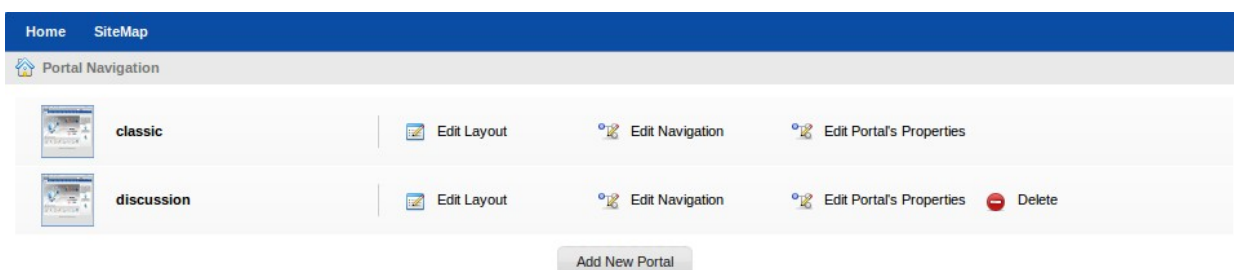 Home SiteMap
Portal Navigation
classic Edit Layout Edit Navigation Edit Portal's Properties
discussion Edit Layout Edit Navigation Edit Portal's Properties Delete
Add New Portal